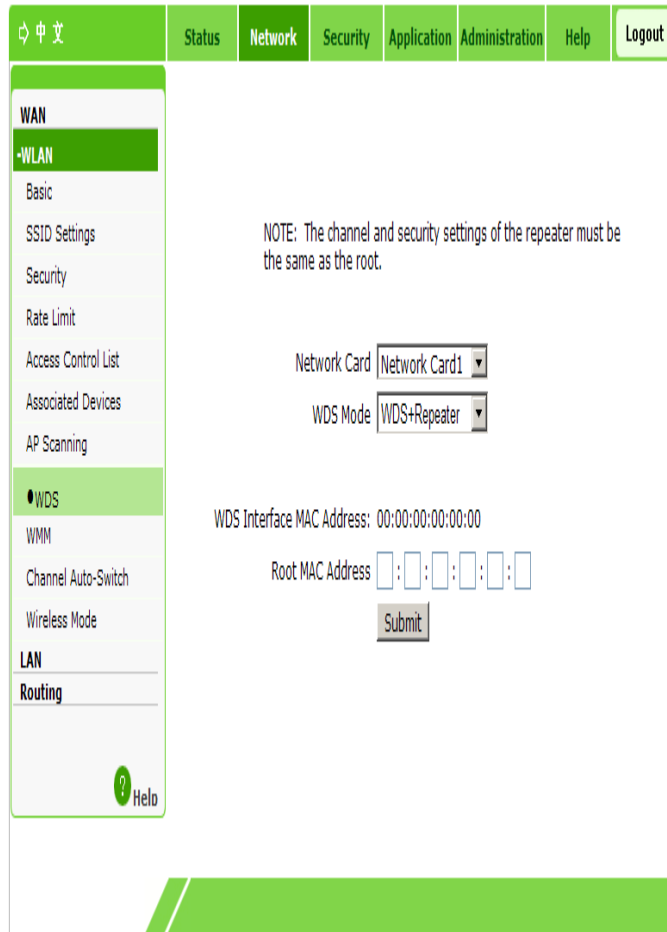 ⇨ 中文
Status Network Security Application Administration Help Logout
WAN
-WLAN
Basic
SSID Settings
Security
Rate Limit
Access Control List
Associated Devices
AP Scanning
•WDS
WMM
Channel Auto-Switch
Wireless Mode
LAN
Routing
? Help
NOTE: The channel and security settings of the repeater must be
the same as the root.
Network Card Network Card1
WDS Mode WDS+Repeater
WDS Interface MAC Address: 00:00:00:00:00:00
Root MAC Address : : : : :
Submit